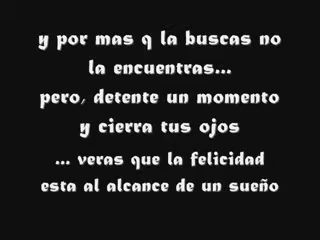 y por mas q la buscas no
la encuentras...
pero, detente un momento
y cierra tus ojos
... veras que la felicidad
esta al alcance de un sueño